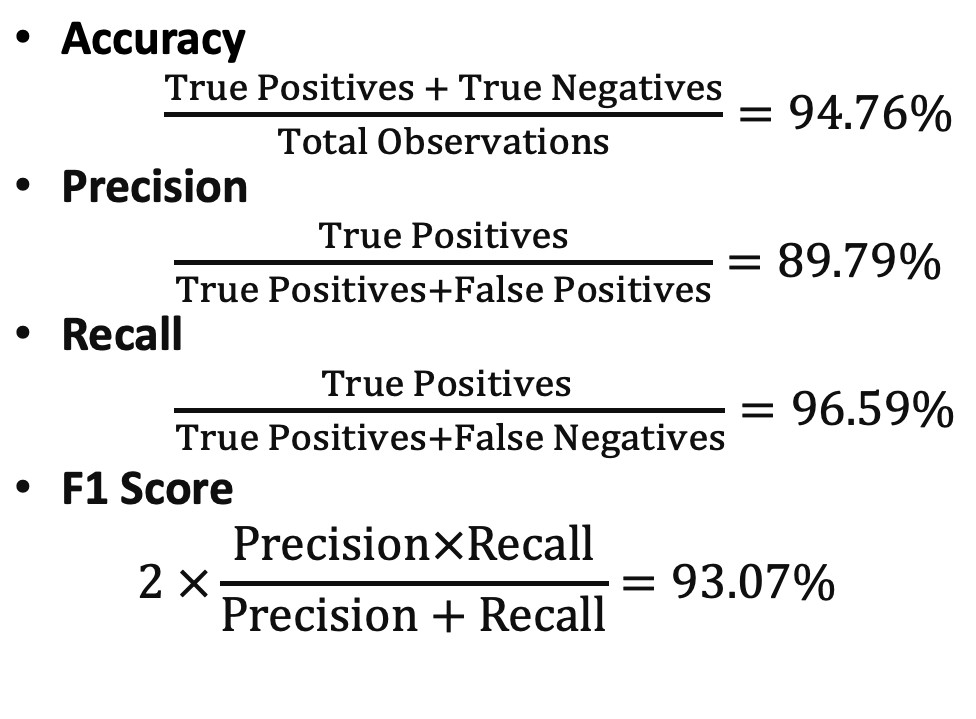 • Accuracy
True Positives + True Negatives
Total Observations
= 94.76%
• Precision
True Positives
True Positives+False Positives
= 89.79%
• Recall
True Positives
True Positives+False Negatives
= 96.59%
• F1 Score
2 ×
Precision×Recall
Precision + Recall
= 93.07%